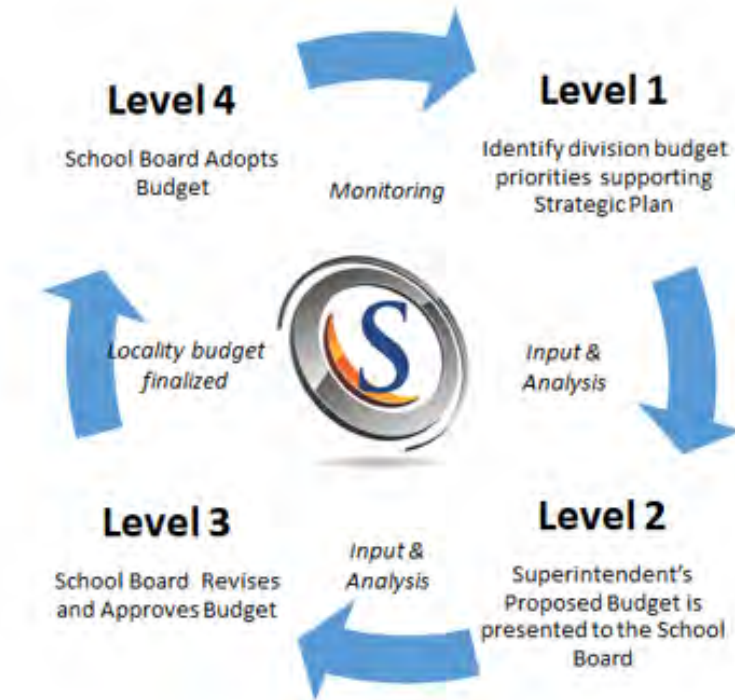 Level 4
School Board Adopts
Budget
Monitoring
Level 1
Identify division budget
priorities supporting
Strategic Plan
Input &
Analysis
Level 2
Superintendent's
Proposed Budget is
presented to the School
Board
Input &
Analysis
Level 3
School Board Revises
and Approves Budget
Locality budget
finalized
S